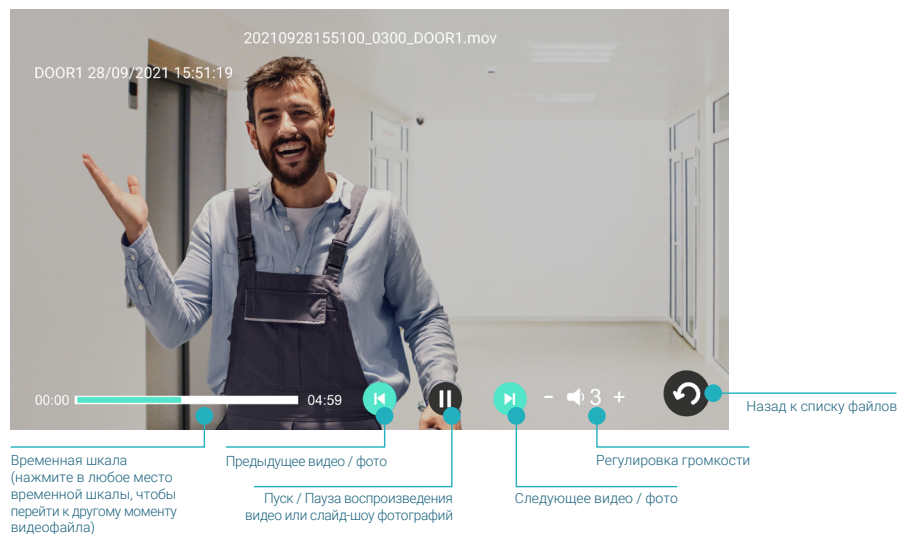 20210928155100_0300_DOOR1.mov
DOOR1 28/09/2021 15:51:19
00:00
04:59
- 3 +
Назад к списку файлов
Временная шкала
(нажмите в любое место
временной шкалы, чтобы
перейти к другому моменту
видеофайла)
Предыдущее видео / фото
Регулировка громкости
Пуск / Пауза воспроизведения
видео или слайд-шоу фотографий
Следующее видео / фото